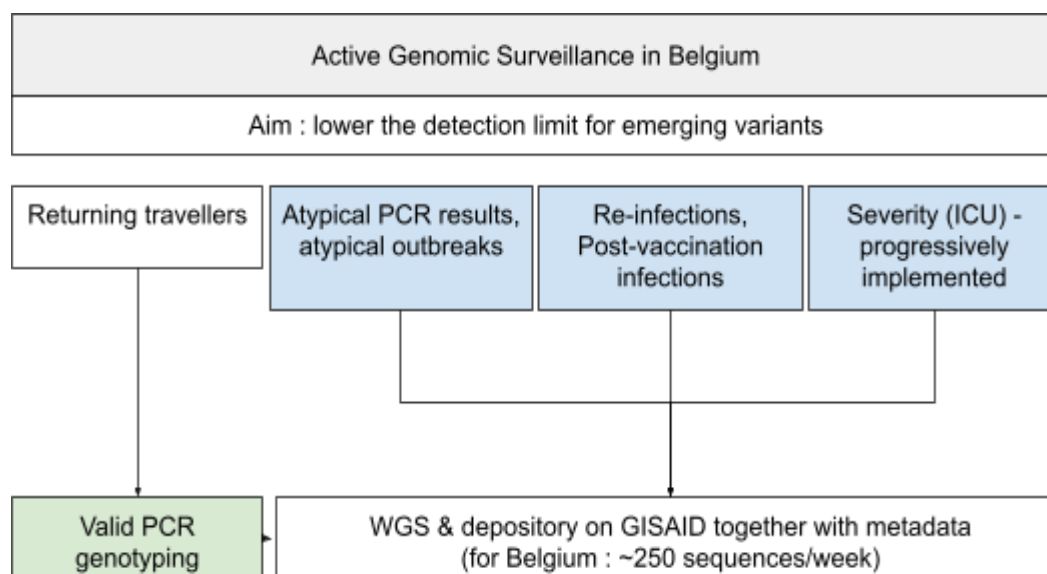 Active Genomic Surveillance in Belgium
Aim : lower the detection limit for emerging variants
Returning travellers
Atypical PCR results,
atypical outbreaks
Re-infections,
Post-vaccination
infections
Severity (ICU) -
progressively
implemented
Valid PCR
genotyping
WGS & depository on GISAID together with metadata
(for Belgium : ~250 sequences/week)